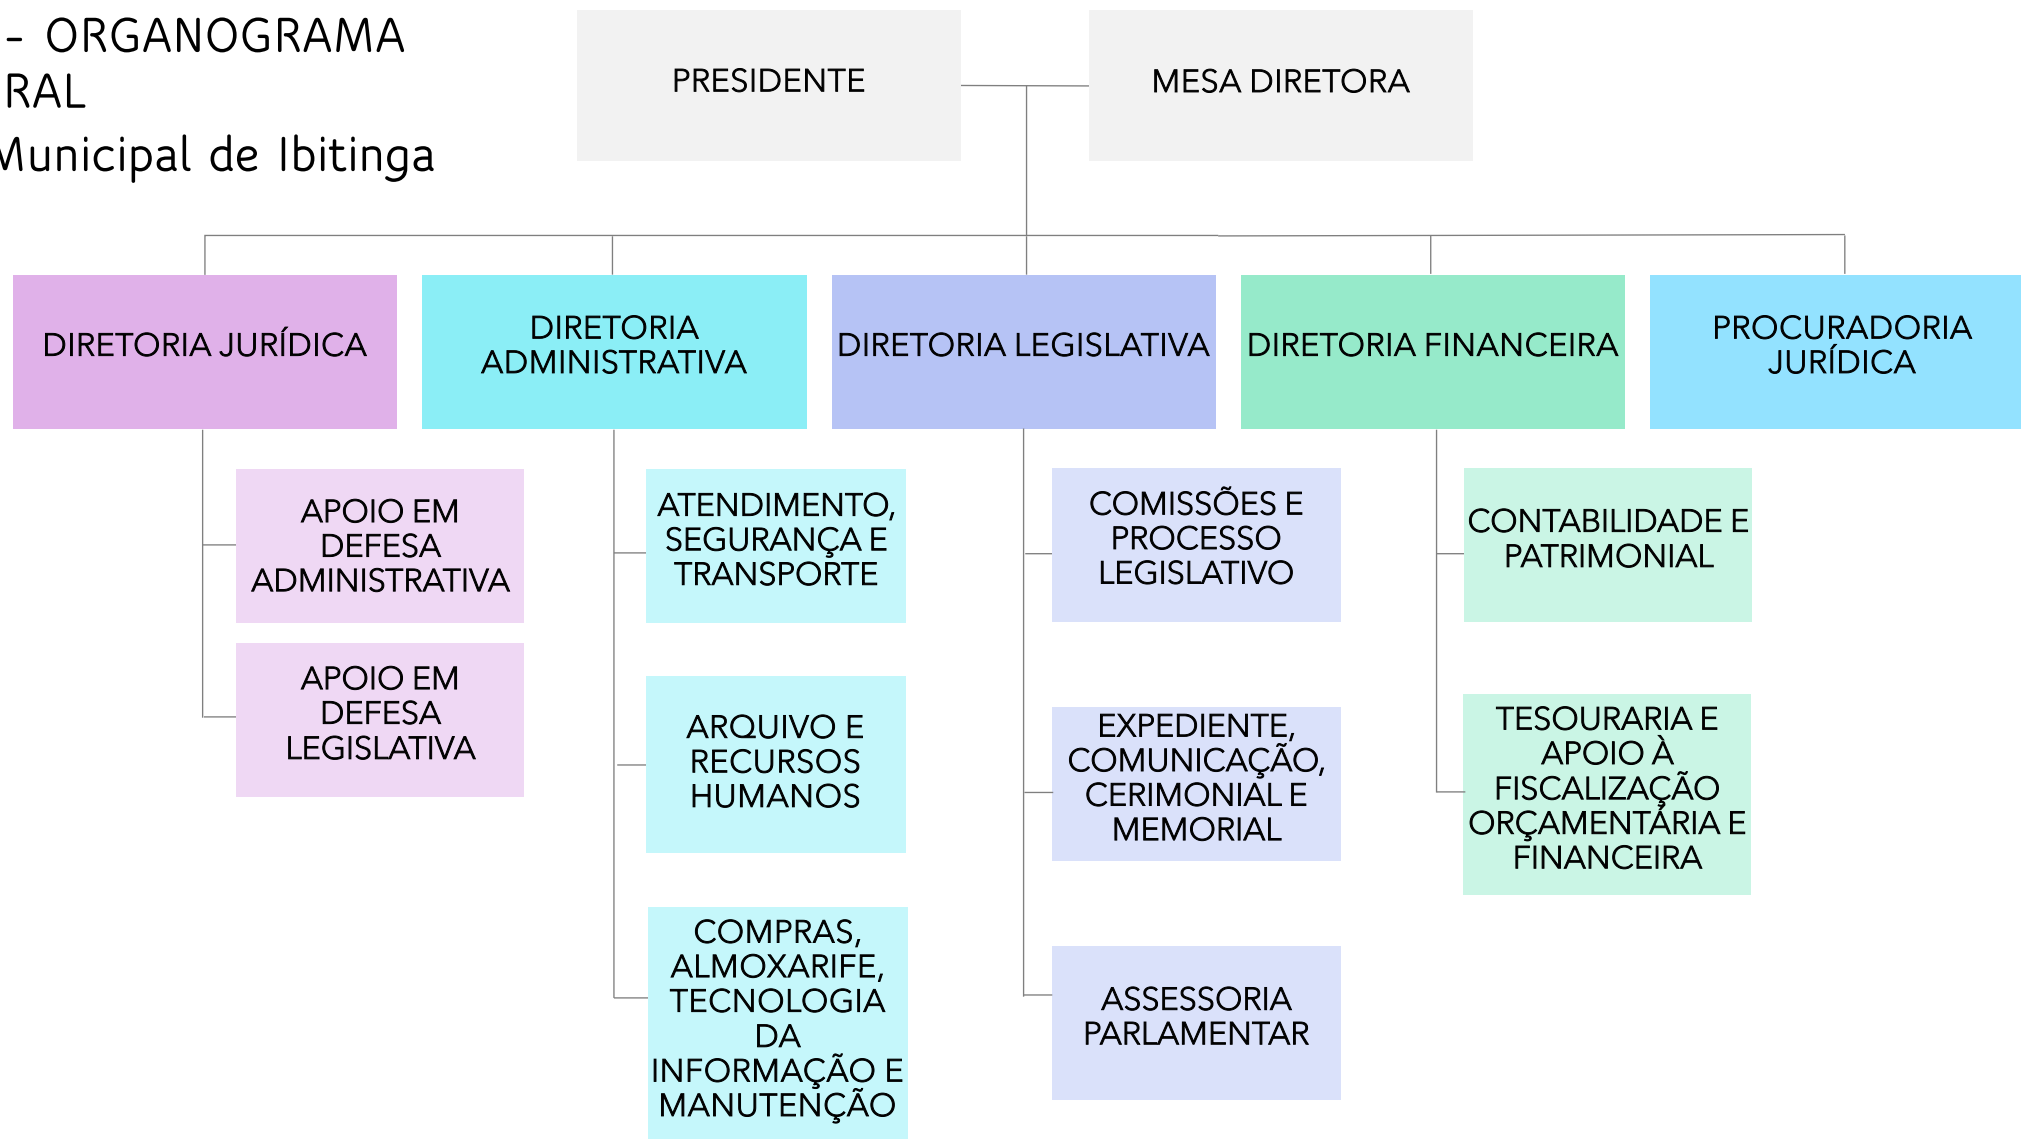 - ORGANOGRAMA
RAL
Municipal de Ibitinga
PRESIDENTE
MESA DIRETORA
DIRETORIA JURÍDICA
DIRETORIA
ADMINISTRATIVA
DIRETORIA LEGISLATIVA
DIRETORIA FINANCEIRA
PROCURADORIA
JURÍDICA
APOIO EM
DEFESA
ADMINISTRATIVA
APOIO EM
DEFESA
LEGISLATIVA
ATENDIMENTO,
SEGURANÇA E
TRANSPORTE
ARQUIVO E
RECURSOS
HUMANOS
COMPRAS,
ALMOXARIFE,
TECNOLOGIA
DA
INFORMAÇÃO E
MANUTENÇÃO
COMISSÕES E
PROCESSO
LEGISLATIVO
EXPEDIENTE,
COMUNICAÇÃO,
CERIMONIAL E
MEMORIAL
ASSESSORIA
PARLAMENTAR
CONTABILIDADE E
PATRIMONIAL
TESOURARIA E
APOIO À
FISCALIZAÇÃO
ORÇAMENTÁRIA E
FINANCEIRA